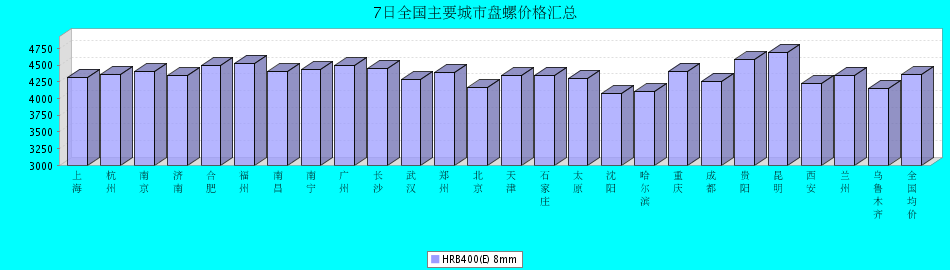 7日全国主要城市盘螺价格汇总
4750
4500
4250
4000
3750
3500
3250
3000
上海
杭州
南京
济南
合肥
福州
南昌
南宁
广州
长沙
武汉
郑州
北京
天津
石家庄
太原
沈阳
哈尔滨
重庆
成都
贵阳
昆明
西安
兰州
乌鲁木齐
全国均价
HRB400(E) 8mm